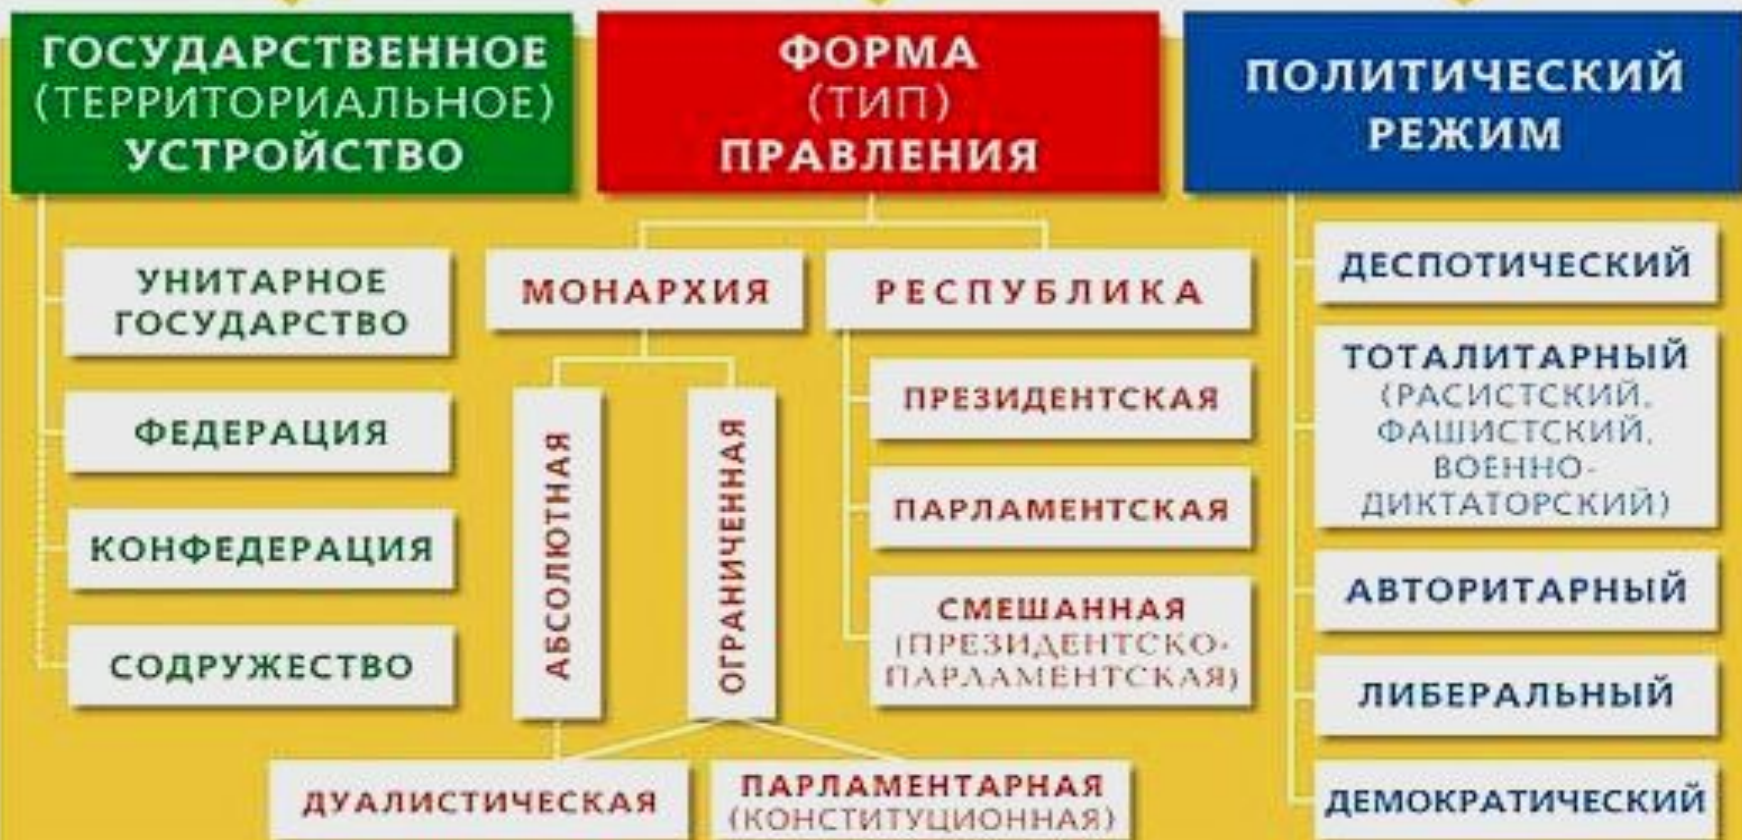 ГОСУДАРСТВЕННОЕ
(ТЕРРИТОРИАЛЬНОЕ)
УСТРОЙСТВО
УНИТАРНОЕ
ГОСУДАРСТВО
ФЕДЕРАЦИЯ
КОНФЕДЕРАЦИЯ
СОДРУЖЕСТВО
ФОРМА
(ТИП)
ПРАВЛЕНИЯ
МОНАРХИЯ
АБСОЛЮТНАЯ
ОГРАНИЧЕННАЯ
ДУАЛИСТИЧЕСКАЯ
ПАРЛАМЕНТАРНАЯ
(КОНСТИТУЦИОННАЯ)
РЕСПУБЛИКА
ПРЕЗИДЕНТСКАЯ
ПАРЛАМЕНТСКАЯ
СМЕШАННАЯ
(ПРЕЗИДЕНТСКО-
ПАРЛАМЕНТСКАЯ)
ПОЛИТИЧЕСКИЙ
РЕЖИМ
ДЕСПОТИЧЕСКИЙ
ТОТАЛИТАРНЫЙ
(РАСИСТСКИЙ,
ФАШИСТСКИЙ,
ВОЕННО-
ДИКТАТОРСКИЙ)
АВТОРИТАРНЫЙ
ЛИБЕРАЛЬНЫЙ
ДЕМОКРАТИЧЕСКИЙ